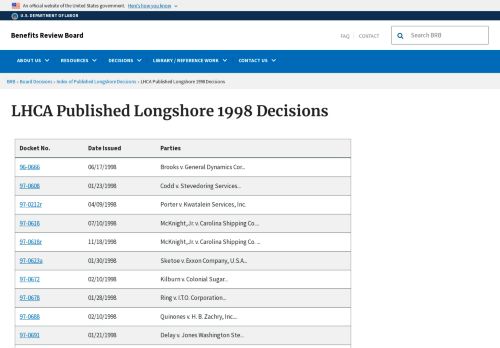 An official website of the United States government. Here's how you know
U.S. DEPARTMENT OF LABOR
Benefits Review Board
FAQ CONTACT
Search BRB
ABOUT US RESOURCES DECISIONS LIBRARY / REFERENCE WORK CONTACT US
BRB › Board Decisions › Index of Published Longshore Decisions › LHCA Published Longshore 1998 Decisions
LHCA Published Longshore 1998 Decisions
Docket No. Date Issued Parties
96-0666 06/17/1998 Brooks v. General Dynamics Cor...
97-0608 01/23/1998 Codd v. Stevedoring Services...
97-0212r 04/09/1998 Porter v. Kwatalein Services, Inc.
97-0618 07/10/1998 McKnight,Jr. v. Carolina Shipping Co....
97-0618r 11/18/1998 McKnight,Jr. v. Carolina Shipping Co. ...
97-0623a 01/30/1998 Sketoe v. Exxon Company, U.S.A...
97-0672 02/10/1998 Kilburn v. Colonial Sugar...
97-0678 01/28/1998 Ring v. I.T.O. Corporation...
97-0688 02/10/1998 Quinones v. H. B. Zachry, Inc...
97-0691 01/21/1998 Delay v. Jones Washington Ste...